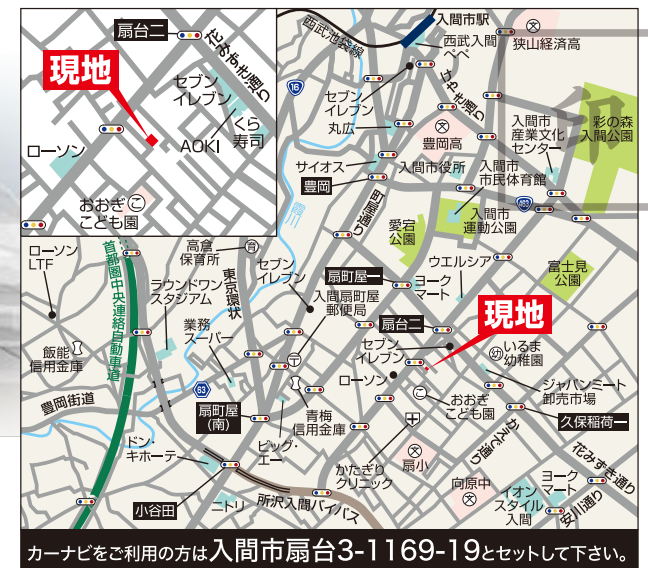 扇台二
花みずき通り
現地
セブン
イレブン
くら
寿司
AOKI
ローソン
おおぎ
こども園
こ
入間市駅
西武池袋線
西武入間
ぺぺ
文
狭山経済高
印
彩の森
入間公園
16
けやき通り
セブン
イレブン
丸広
文
豊岡高
入間市
産業文化
センター
サイオス
豊岡
入間市役所
入間市
市民体育館
霞川
町屋通り
愛宕
公園
入間市
運動公園
463
ローソン
LTF
首都圏中央連絡自動車道
高倉
保育所
育
東京環状
セブン
イレブン
ラウンドワン
スタジアム
扇町屋一
ヨーク
マート
ウエルシア
富士見
公園
入間扇町屋
郵便局
扇台二
現地
業務
スーパー
セブン
イレブン
幼
いるま
幼稚園
飯能
信用金庫
63
ローソン
ジャパンミート
卸売市場
こ
おおぎ
こども園
豊岡街道
扇町屋
(南)
青梅
信用金庫
久保稲荷一
かえで通り
ドン・
キホーテ
ビッグ・
エー
かたぎり
クリニック
文
扇小
花みずき通り
向原中
文
小谷田
ニトリ
所沢入間バイパス
イオン
スタイル
入間
ヨーク
マート
安川通り
カーナビをご利用の方は入間市扇台3-1169-19とセットして下さい。